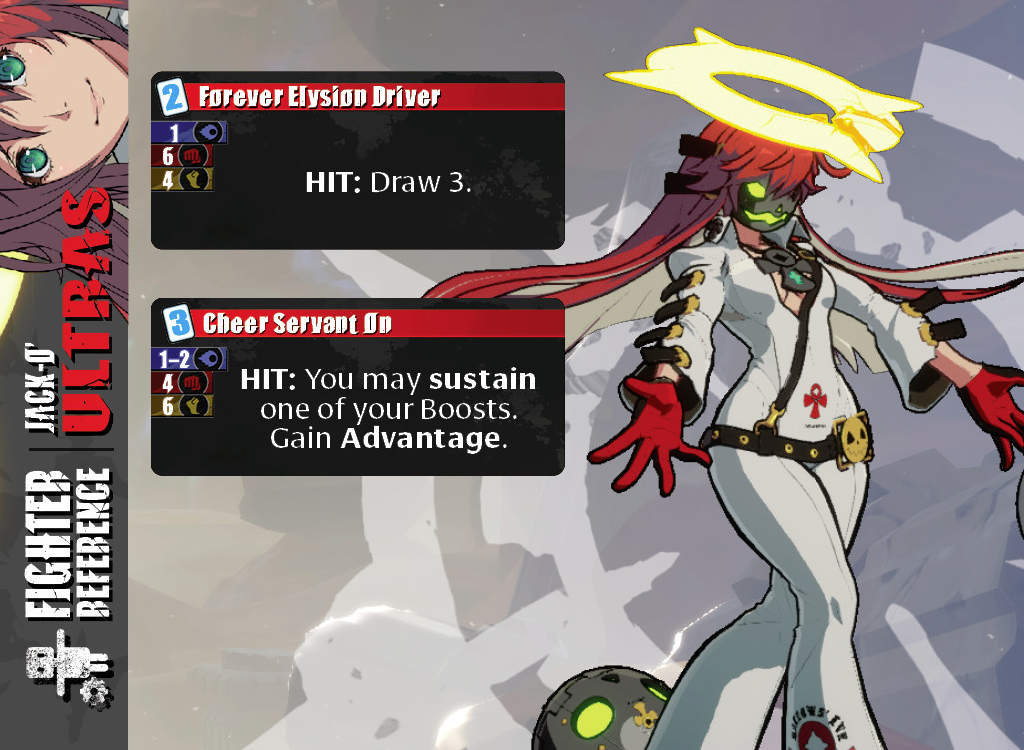 JACK-O' ULTRAS
FIGHTER
REFERENCE
2 Forever Elysion Driver
1
6
4
HIT: Draw 3.
3 Cheer Servant On
1–2
4
6
HIT: You may sustain
one of your Boosts.
Gain Advantage.